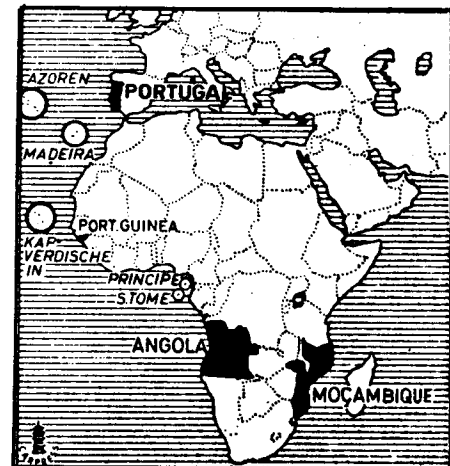 AZOREN
PORTUGAL
MADEIRA
PORT. GUINEA
KAP-
VERDISCHE
IN
PRINCIPE
S.TOME
ANGOLA
MOÇAMBIQUE